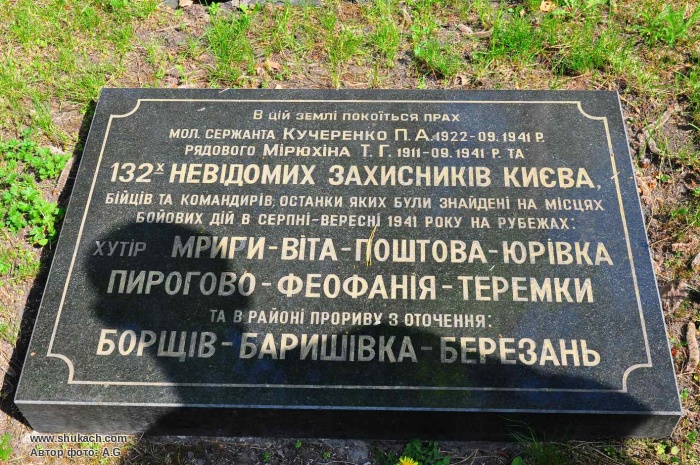 В ЦІЙ ЗЕМЛІ ПОКОЇТЬСЯ ПРАХ
МОЛ. СЕРЖАНТА КУЧЕРЕНКО П. А. 1922-09. 1941 Р.
РЯДОВОГО МІРЮХІНА Т. Г. 1911-09. 1941 Р. ТА
132х НЕВІДОМИХ ЗАХИСНИКІВ КИЄВА,
БІЙЦІВ ТА КОМАНДИРІВ, ОСТАНКИ ЯКИХ БУЛИ ЗНАЙДЕНІ НА МІСЦЯХ
БОЙОВИХ ДІЙ В СЕРПНІ-ВЕРЕСНІ 1941 РОКУ НА РУБЕЖАХ:
ХУТІР МРИГИ-ВІТА-ПОШТОВА-ЮРІВКА
ПИРОГОВО-ФЕОФАНІЯ-ТЕРЕМКИ
ТА В РАЙОНІ ПРОРИВУ З ОТОЧЕННЯ:
БОРЩІВ-БАРИШІВКА-БЕРЕЗАНЬ
www.shukach.com
Автор фото: A.G